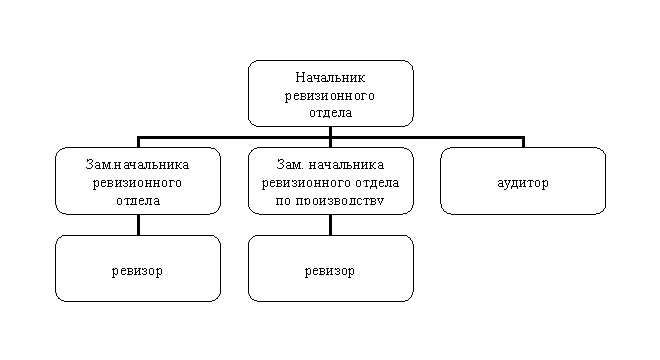 Начальник
ревизионного
отдела
Зам.начальника
ревизионного
отдела
Зам. начальника
ревизионного отдела
по производству
аудитор
ревизор
ревизор